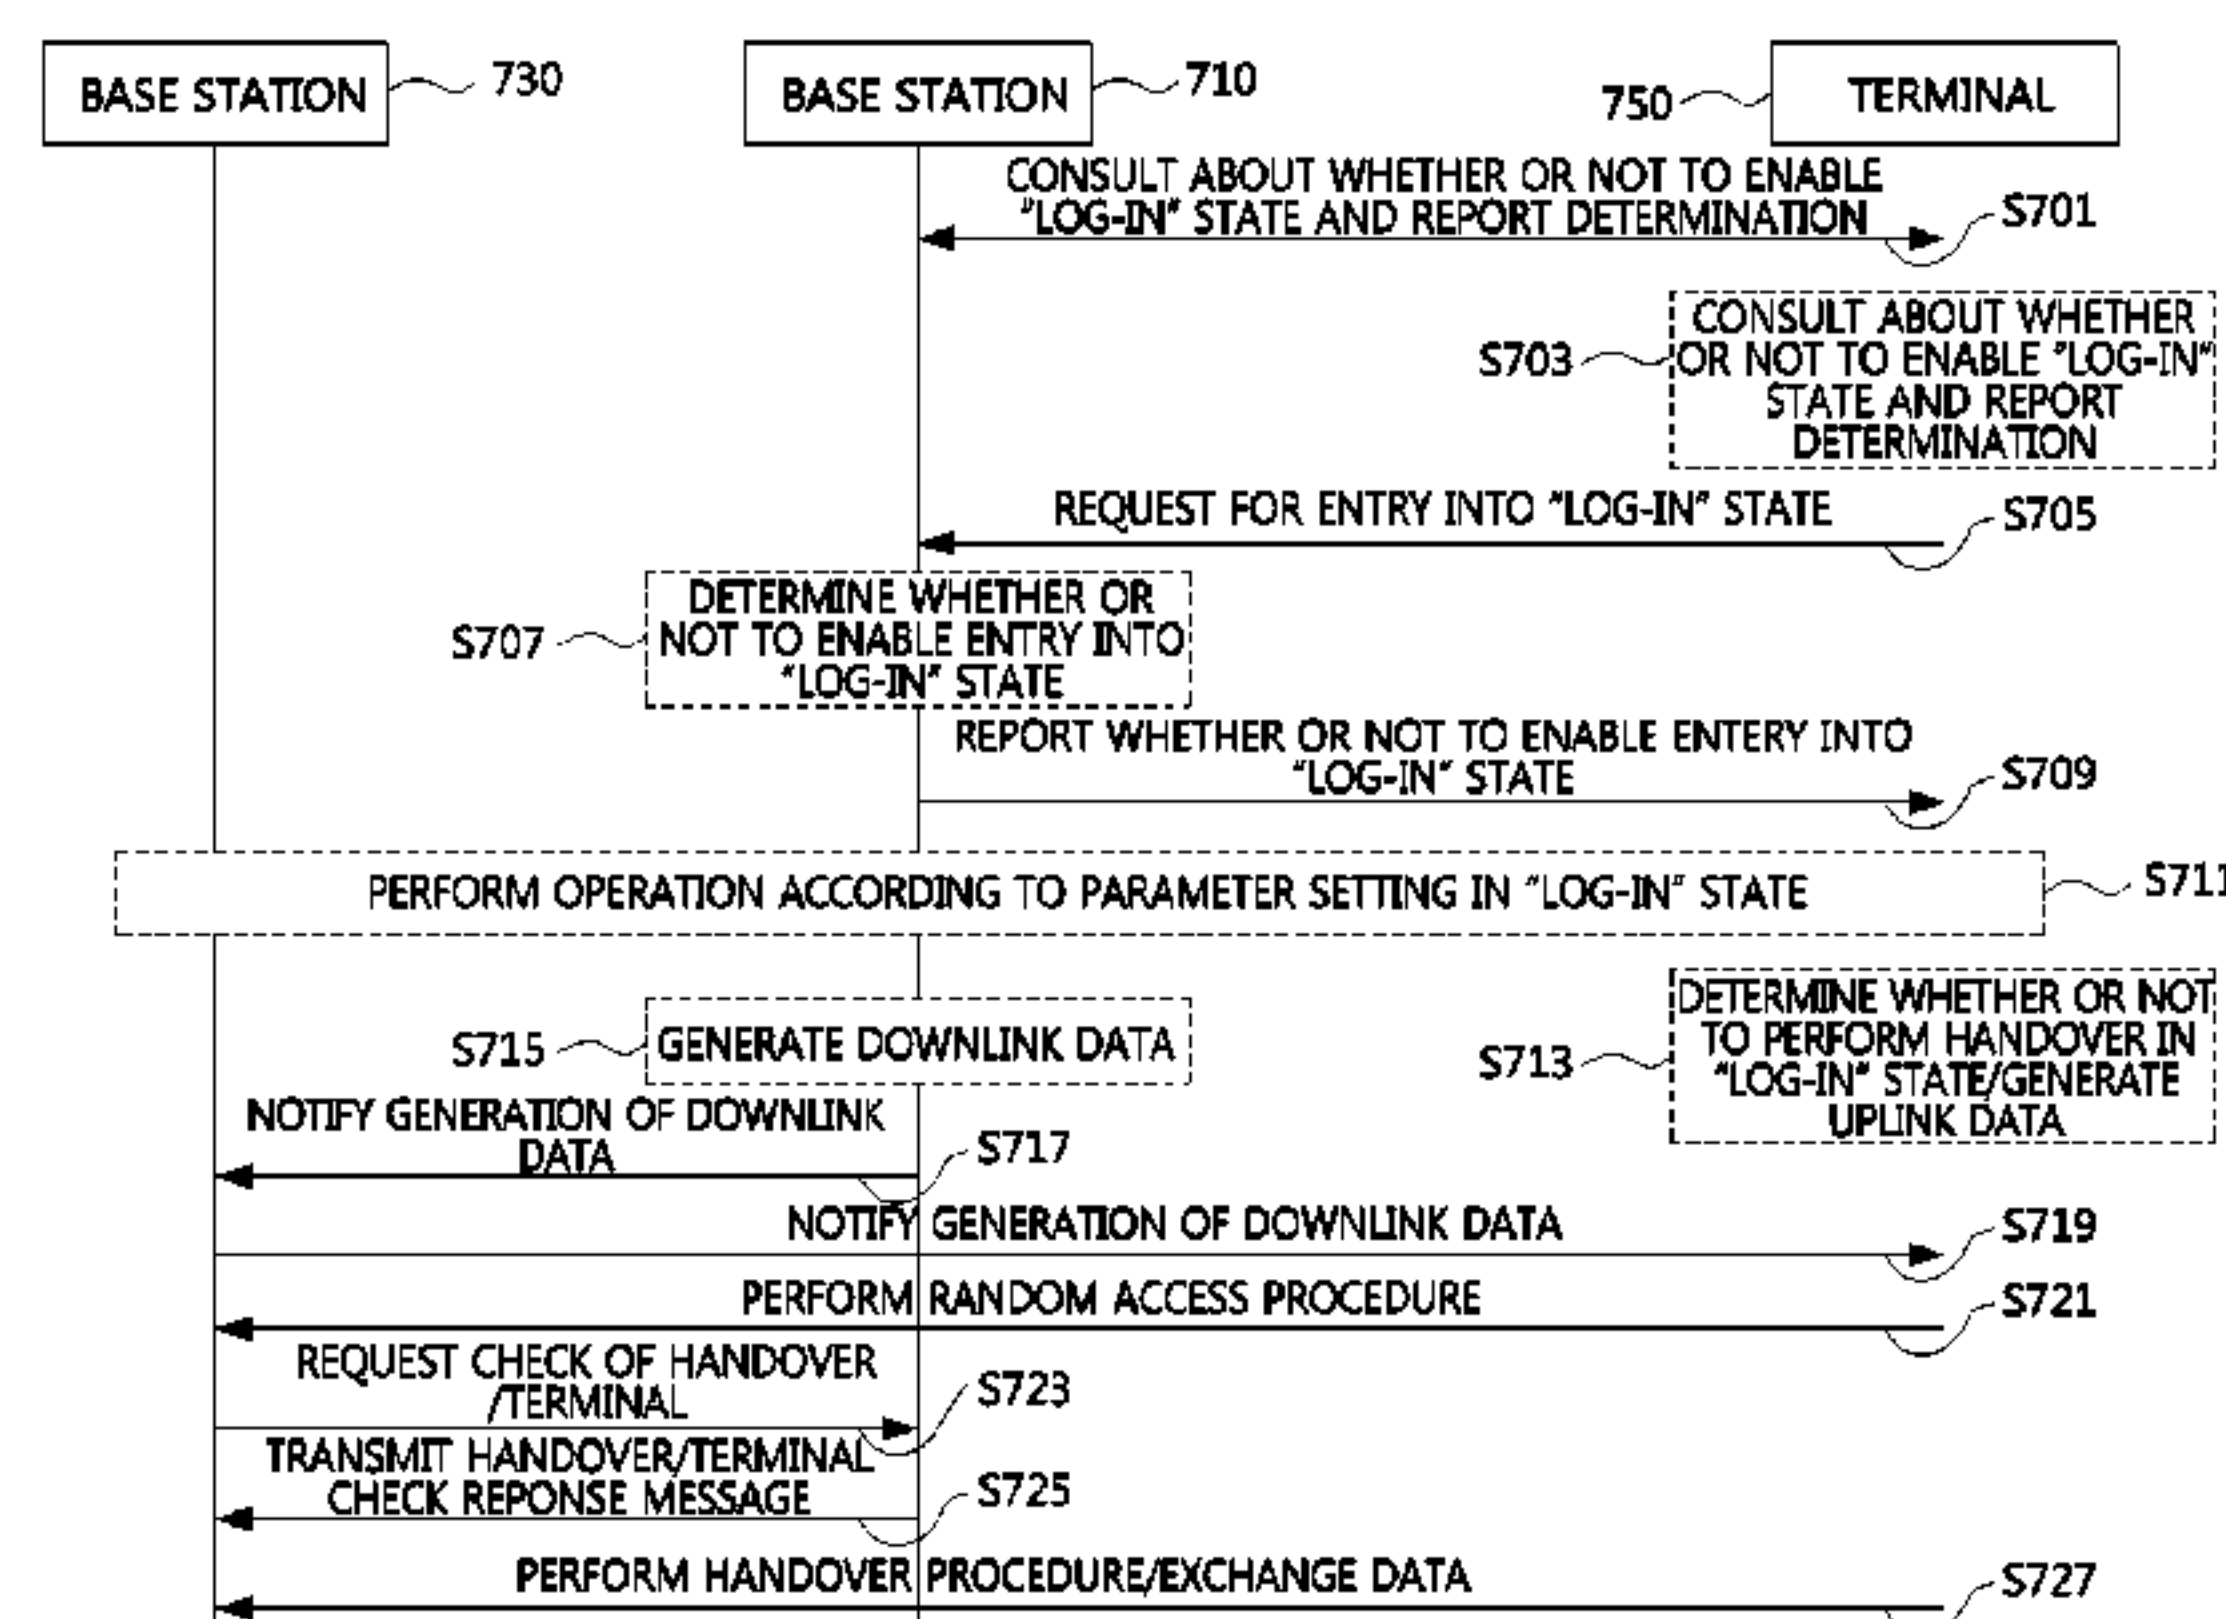 BASE STATION
730
BASE STATION
710
750
TERMINAL
CONSULT ABOUT WHETHER OR NOT TO ENABLE
"LOG-IN" STATE AND REPORT DETERMINATION
S701
S703
CONSULT ABOUT WHETHER
OR NOT TO ENABLE "LOG-IN"
STATE AND REPORT
DETERMINATION
REQUEST FOR ENTRY INTO "LOG-IN" STATE
S705
S707
DETERMINE WHETHER OR
NOT TO ENABLE ENTRY INTO
"LOG-IN" STATE
REPORT WHETHER OR NOT TO ENABLE ENTERY INTO
"LOG-IN" STATE
S709
PERFORM OPERATION ACCORDING TO PARAMETER SETTING IN "LOG-IN" STATE
S711
S715
GENERATE DOWNLINK DATA
S713
DETERMINE WHETHER OR NOT
TO PERFORM HANDOVER IN
"LOG-IN" STATE/GENERATE
UPLINK DATA
NOTIFY GENERATION OF DOWNLINK
DATA
S717
NOTIFY GENERATION OF DOWNLINK DATA
S719
PERFORM RANDOM ACCESS PROCEDURE
S721
REQUEST CHECK OF HANDOVER
/TERMINAL
S723
TRANSMIT HANDOVER/TERMINAL
CHECK REPONSE MESSAGE
S725
PERFORM HANDOVER PROCEDURE/EXCHANGE DATA
S727